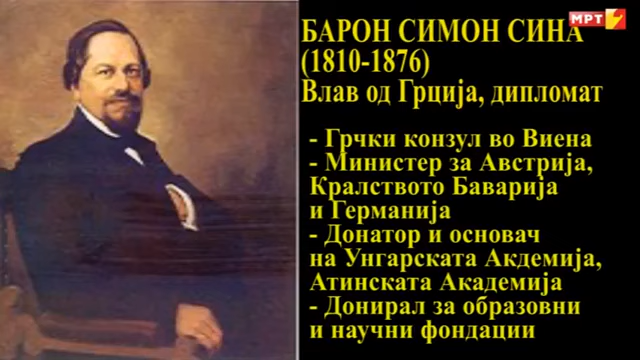 МРТ
БАРОН СИМОН СИНА
(1810-1876)
Влав од Грција, дипломат
- Грчки конзул во Виена
- Министер за Австрија,
Кралството Баварија
и Германија
- Донатор и основач
на Унгарската Акдемија,
Атинската Академија
- Донирал за образовни
и научни фондации